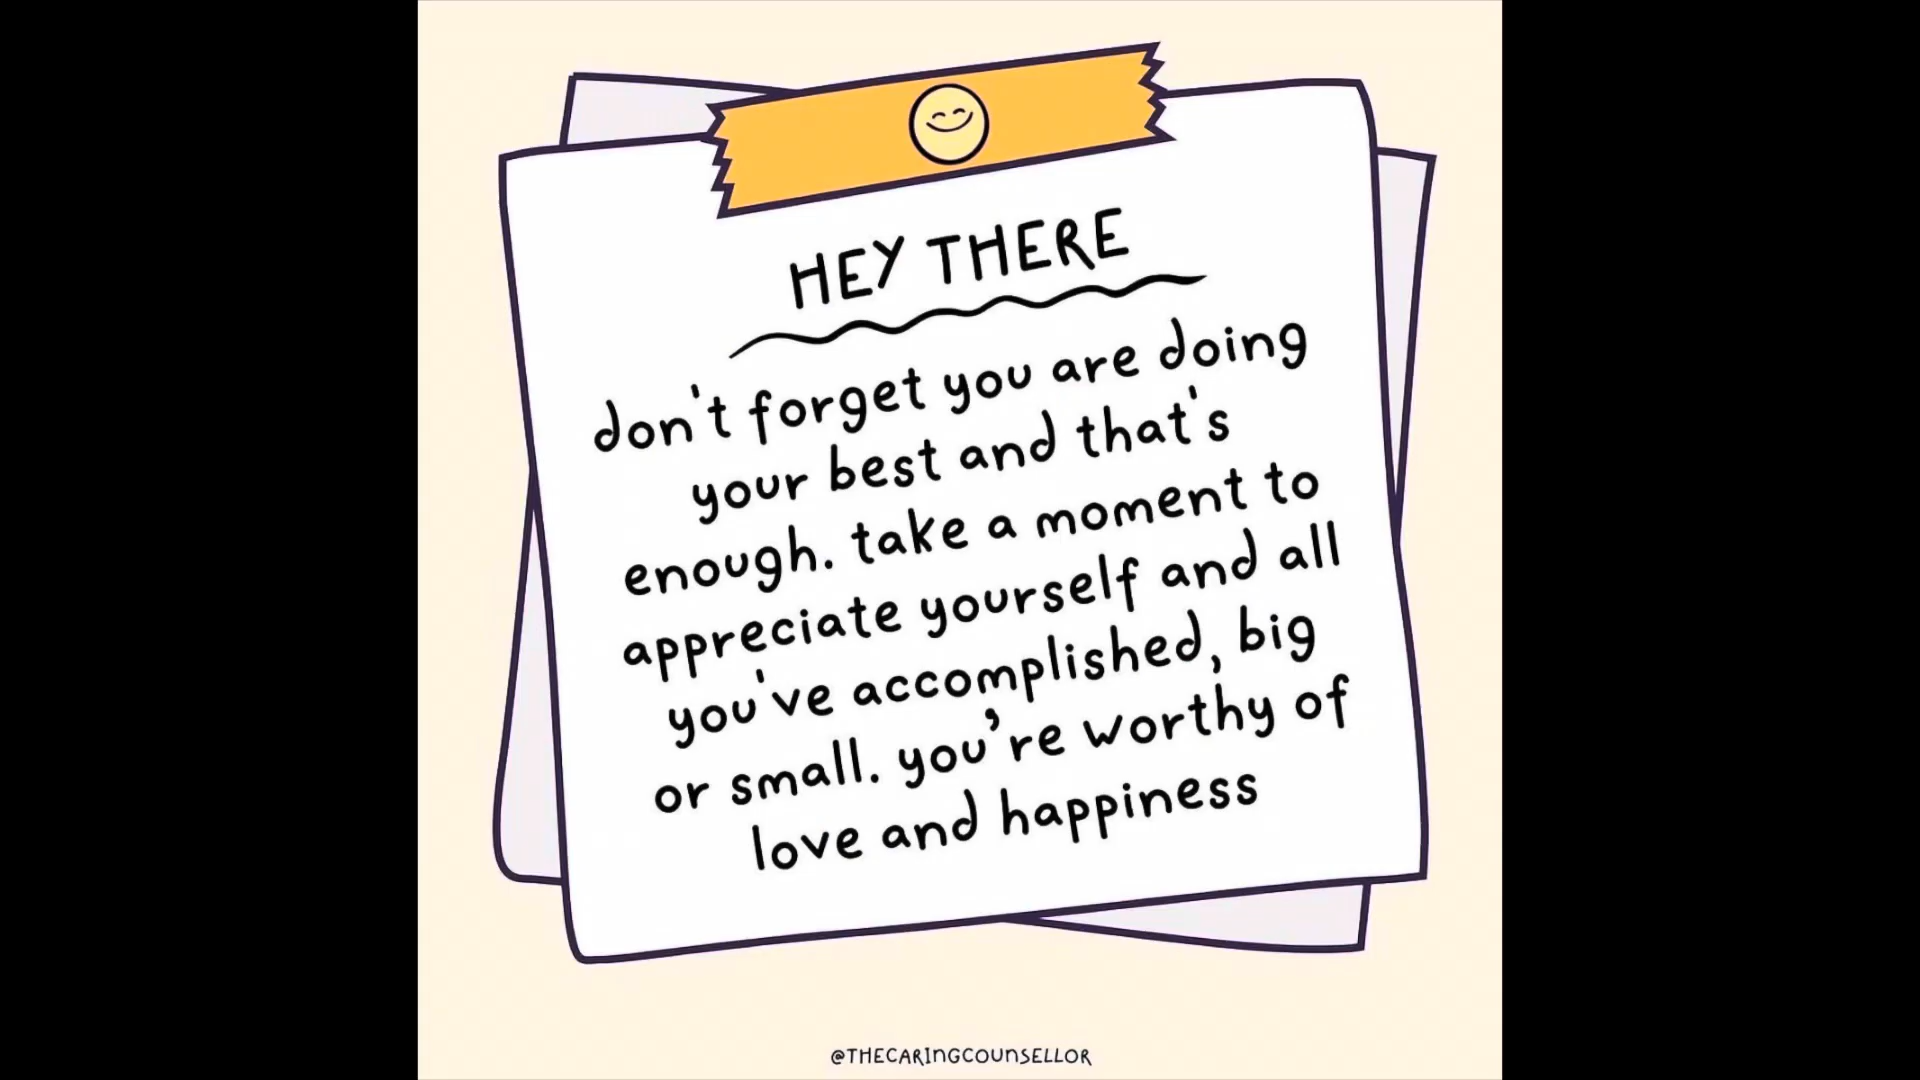 HEY THERE
don't forget you are doing
your best and that's
enough. take a moment to
appreciate yourself and all
you've accomplished, big
or small. you're worthy of
love and happiness
@THECARINGCOUNSELLOR